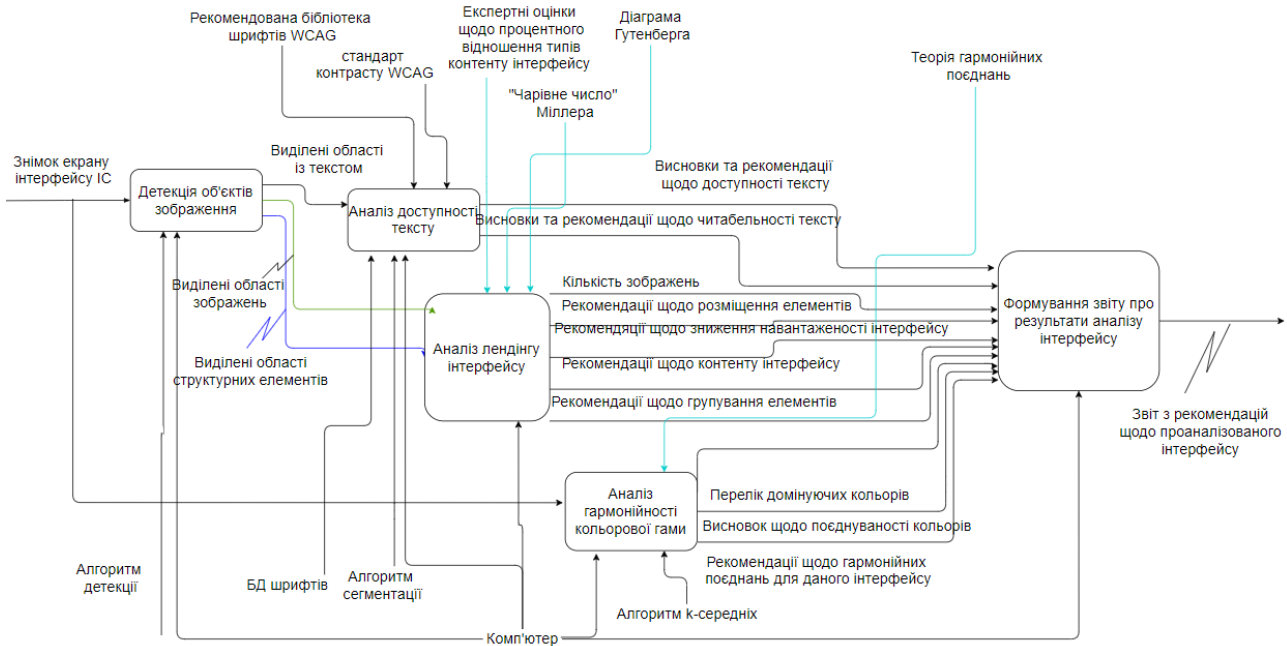 Рекомендована бібліотека
шрифтів WCAG
стандарт
контрасту WCAG
Експертні оцінки
щодо процентного
відношення типів
контенту інтерфейсу
"Чарівне число"
Міллера
Діаграма
Гутенберга
Теорія гармонійних
поєднань
Знімок екрану
інтерфейсу ІС
Детекція об'єктів
зображення
Виділені області
із текстом
Аналіз доступності
тексту
Висновки та рекомендації
щодо доступності тексту
Висновки та рекомендації щодо читабельності тексту
Виділені області
зображень
Виділені області
структурних елементів
Аналіз лендінгу
інтерфейсу
Кількість зображень
Рекомендації щодо розміщення елементів
Рекомендяції щодо зниження навантаженості інтерфейсу
Рекомендації щодо контенту інтерфейсу
Рекомендації щодо групування елементів
Формування звіту про
результати аналізу
інтерфейсу
Звіт з рекомендацій
щодо проаналізованого
інтерфейсу
Аналіз
гармонійності
кольорової гами
Перелік домінуючих кольорів
Висновок щодо поєднуваності кольорів
Рекомендації щодо гармонійних
поєднань для даного інтерфейсу
Алгоритм
детекції
БД шрифтів
Алгоритм
сегментації
Алгоритм k-середніх
Комп'ютер